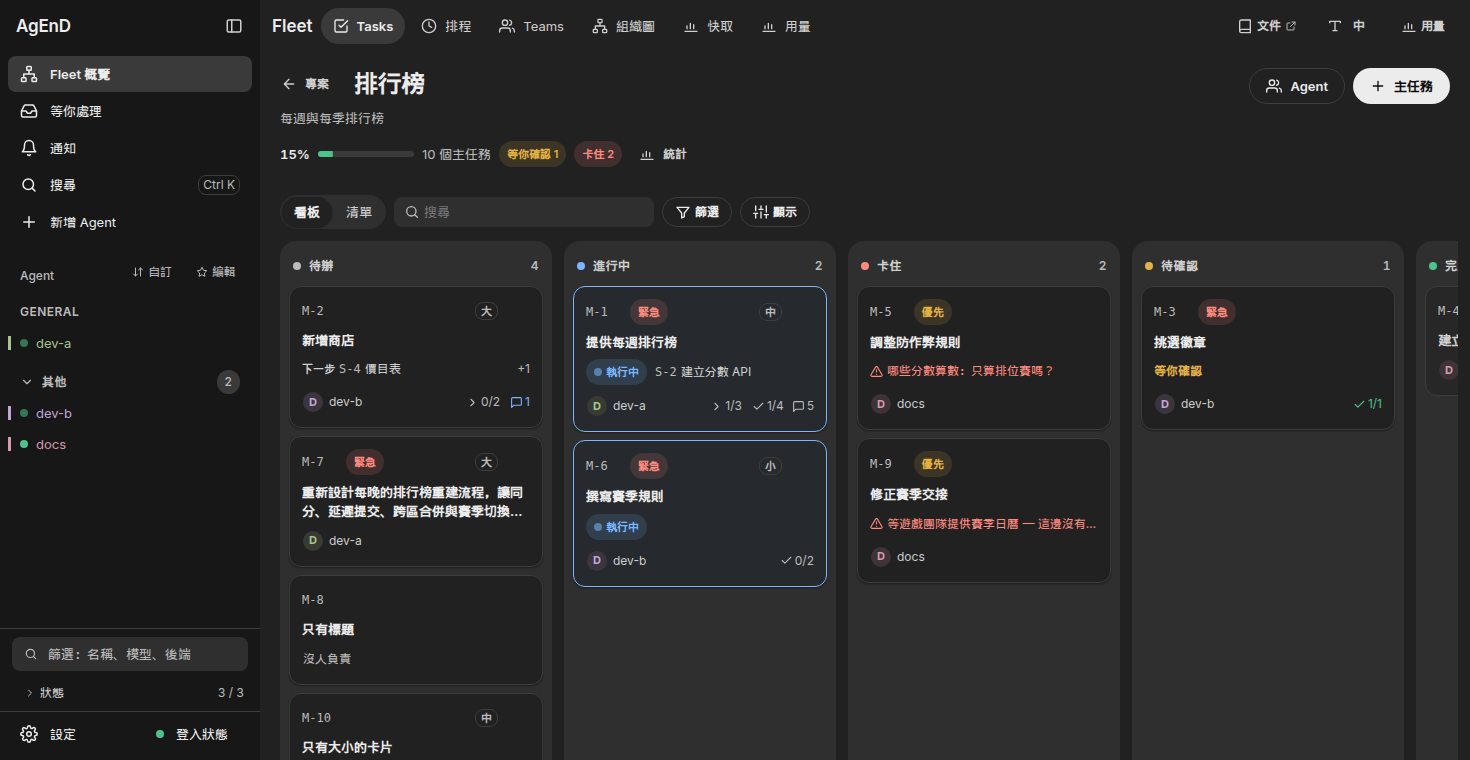 AgEnD
Fleet 概覽
等你處理
通知
搜尋
Ctrl K
新增 Agent
Agent
自訂
編輯
GENERAL
dev-a
其他
2
dev-b
docs
篩選：名稱、模型、後端
狀態
3 / 3
設定
登入狀態
Fleet
Tasks
排程
Teams
組織圖
快取
用量
文件
中
用量
專案
排行榜
Agent
主任務
每週與每季排行榜
15%
10 個主任務
等你確認 1
卡住 2
統計
看板
清單
搜尋
篩選
顯示
待辦
4
M-2
大
新增商店
下一步 S-4 價目表
+1
D
dev-b
0/2
1
M-7
緊急
大
重新設計每晚的排行榜重建流程，讓同
分、延遲提交、跨區合併與賽季切換...
D
dev-a
M-8
只有標題
沒人負責
M-10
中
只有大小的卡片
進行中
2
M-1
緊急
中
提供每週排行榜
執行中
S-2 建立分數 API
D
dev-a
1/3
1/4
5
M-6
緊急
小
撰寫賽季規則
執行中
D
dev-b
0/2
卡住
2
M-5
優先
調整防作弊規則
哪些分數算數：只算排位賽嗎？
D
docs
M-9
優先
修正賽季交接
等遊戲團隊提供賽季日曆 — 這邊沒有...
D
docs
待確認
1
M-3
緊急
挑選徽章
等你確認
D
dev-b
1/1
完
M-4
建立
D